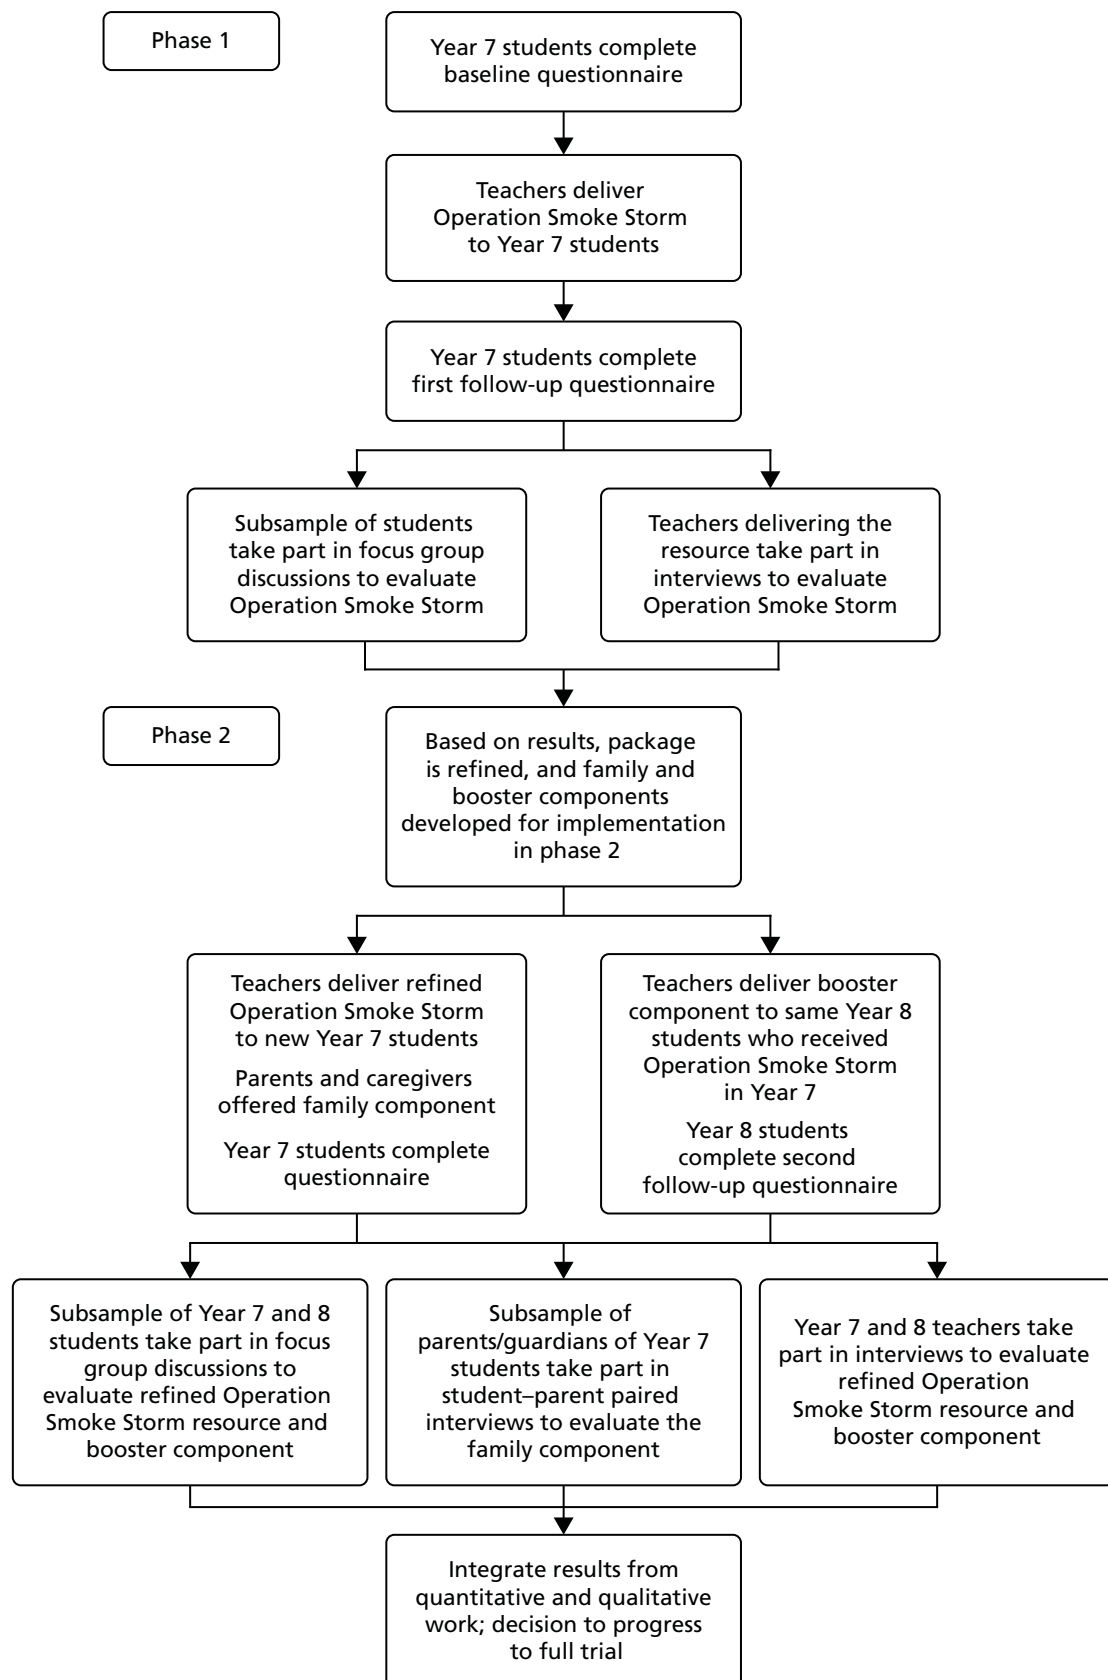 Phase 1
Year 7 students complete
baseline questionnaire
Teachers deliver
Operation Smoke Storm
to Year 7 students
Year 7 students complete
first follow-up questionnaire
Subsample of students
take part in focus group
discussions to evaluate
Operation Smoke Storm
Teachers delivering the
resource take part in
interviews to evaluate
Operation Smoke Storm
Phase 2
Based on results, package
is refined, and family and
booster components
developed for implementation
in phase 2
Teachers deliver refined
Operation Smoke Storm
to new Year 7 students
Parents and caregivers
offered family component
Year 7 students complete
questionnaire
Teachers deliver booster
component to same Year 8
students who received
Operation Smoke Storm
in Year 7
Year 8 students
complete second
follow-up questionnaire
Subsample of Year 7 and 8
students take part in focus
group discussions to
evaluate refined Operation
Smoke Storm resource and
booster component
Subsample of
parents/guardians of Year 7
students take part in
student–parent paired
interviews to evaluate the
family component
Year 7 and 8 teachers take
part in interviews to evaluate
refined Operation
Smoke Storm resource and
booster component
Integrate results from
quantitative and qualitative
work; decision to progress
to full trial